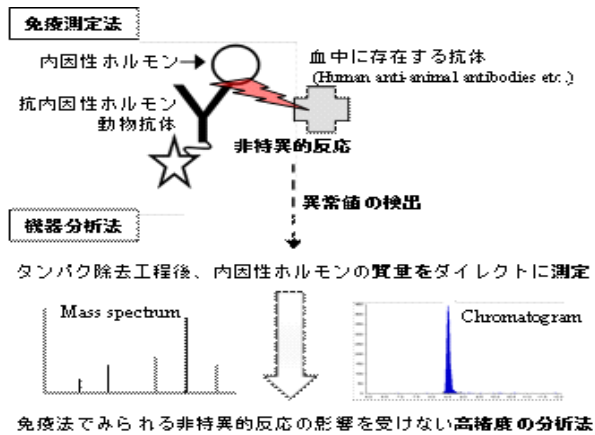 免疫測定法
内因性ホルモン
血中に存在する抗体
(Human anti-animal antibodies etc.)
抗内因性ホルモン
動物抗体
非特異的反応
異常値の検出
機器分析法
タンパク除去工程後、内因性ホルモンの質量をダイレクトに測定
Mass spectrum
Chromatogram
免疫法でみられる非特異的反応の影響を受けない高精度の分析法